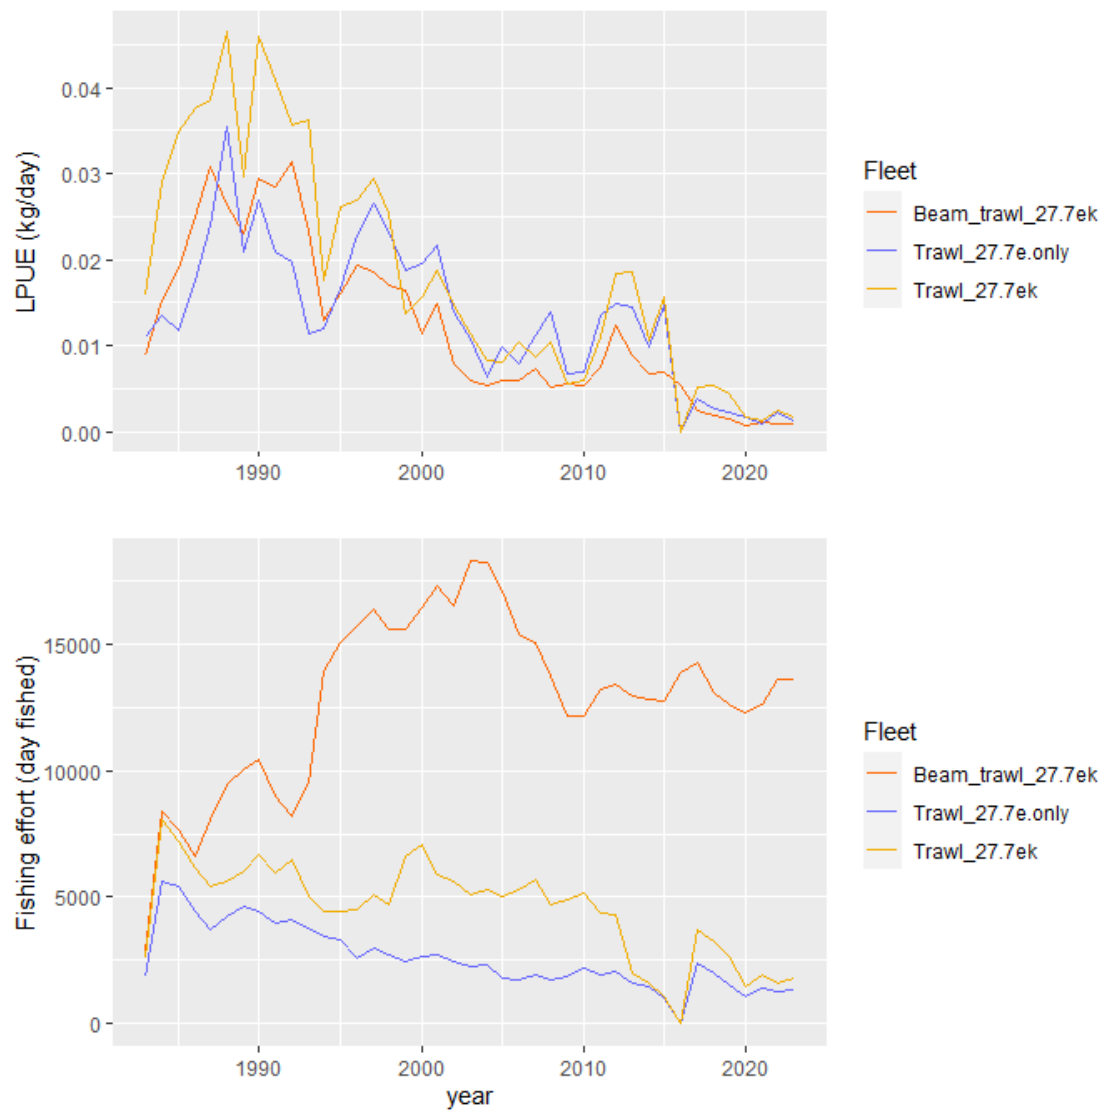 LPUE (kg/day)
0.04
0.03
0.02
0.01
0.00
1990
2000
2010
2020
Fleet
Beam_trawl_27.7ek
Trawl_27.7e.only
Trawl_27.7ek
Fishing effort (day fished)
15000
10000
5000
0
1990
2000
2010
2020
year
Fleet
Beam_trawl_27.7ek
Trawl_27.7e.only
Trawl_27.7ek